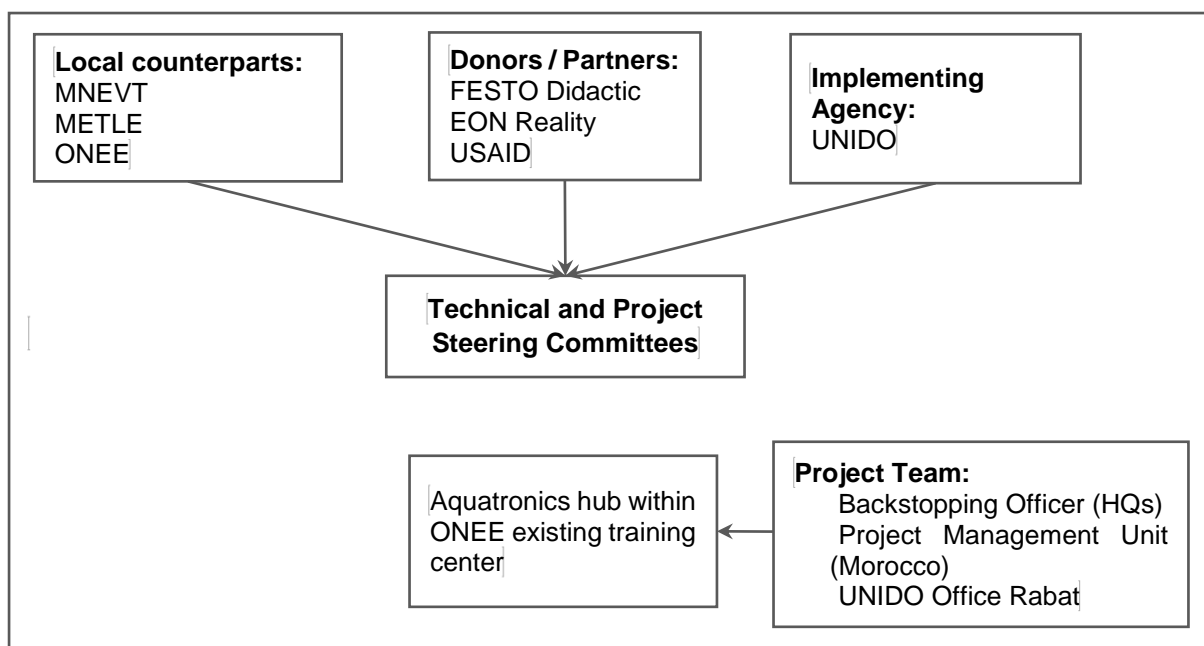 Local counterparts:
MNEVT
METLE
ONEE
Donors / Partners:
FESTO Didactic
EON Reality
USAID
Implementing
Agency:
UNIDO
Technical and Project
Steering Committees
Aquatronics hub within
ONEE existing training
center
Project Team:
Backstopping Officer (HQs)
Project Management Unit
(Morocco)
UNIDO Office Rabat